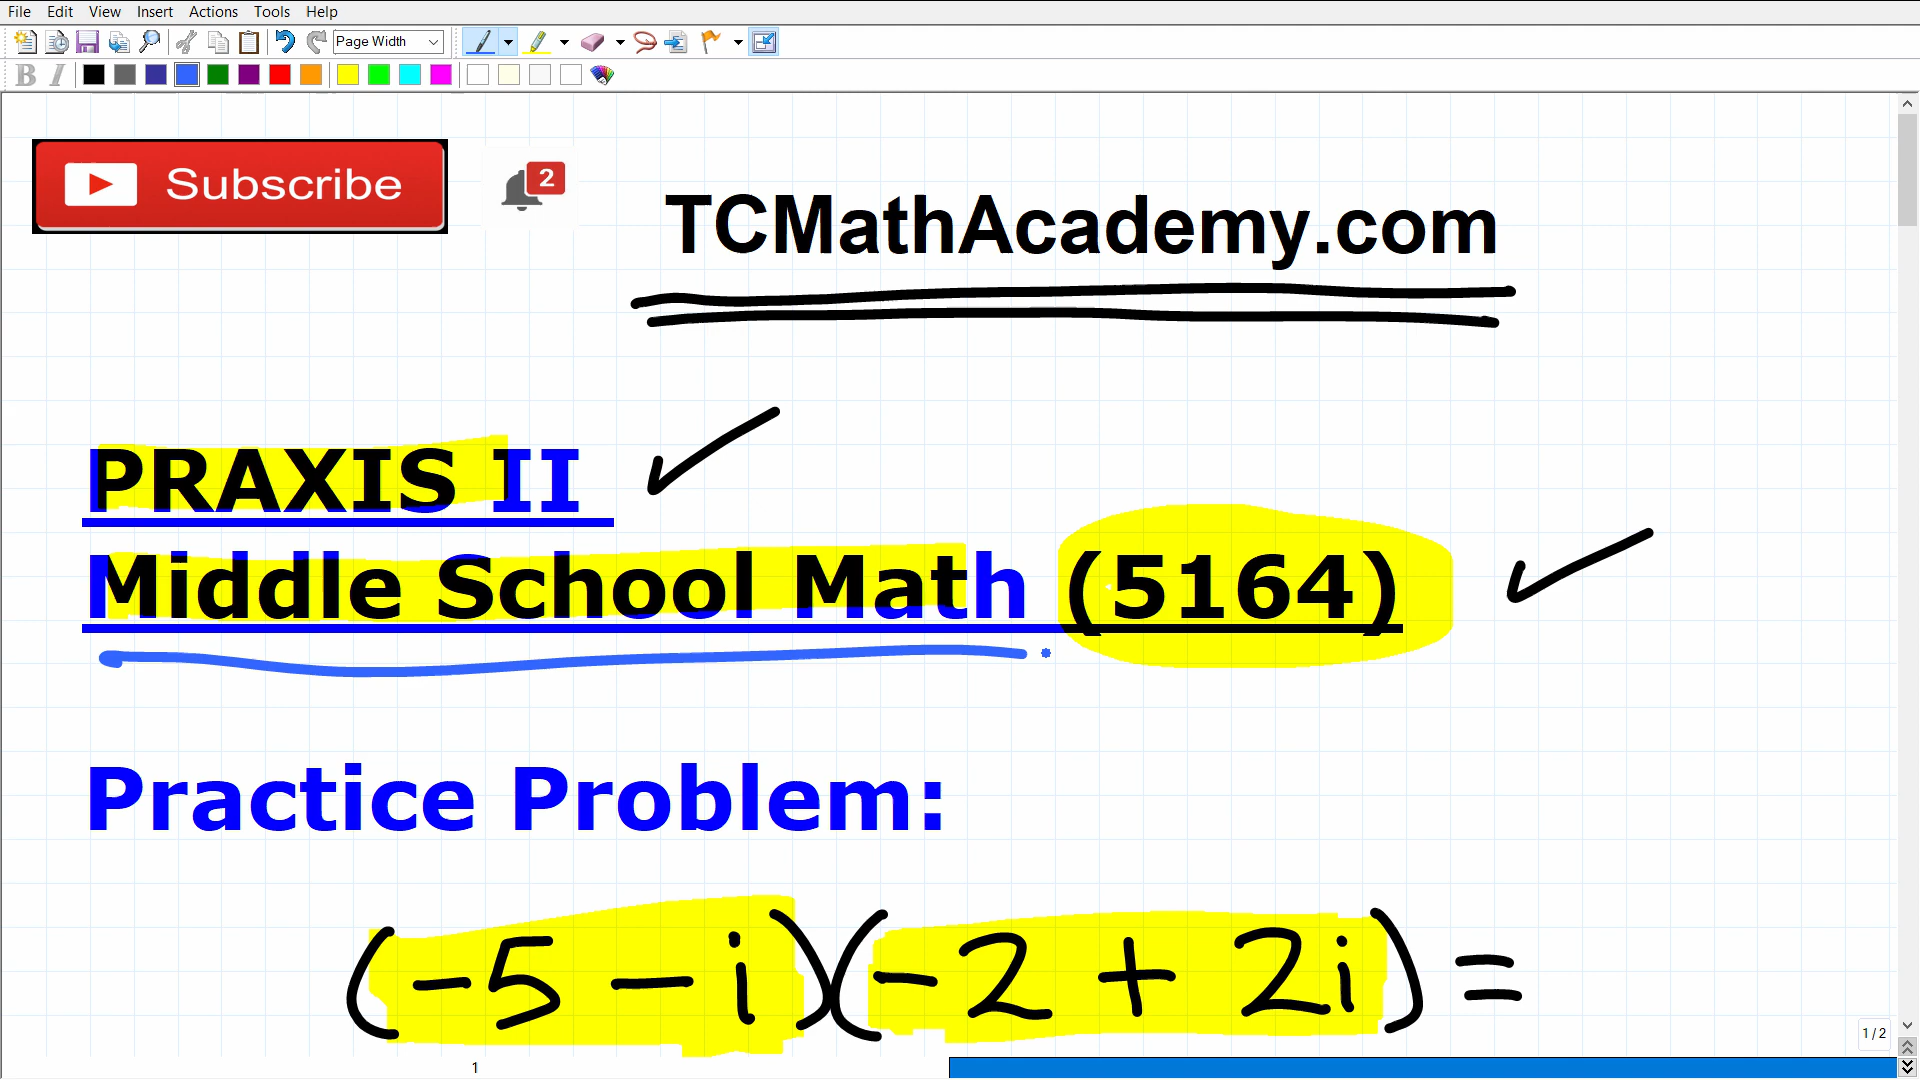 File Edit View Insert Actions Tools Help
Page Width
B I
Subscribe
2
TCMathAcademy.com
PRAXIS II
Middle School Math (5164)
Practice Problem:
(-5 - i)(-2 + 2i) =
1 / 2
1